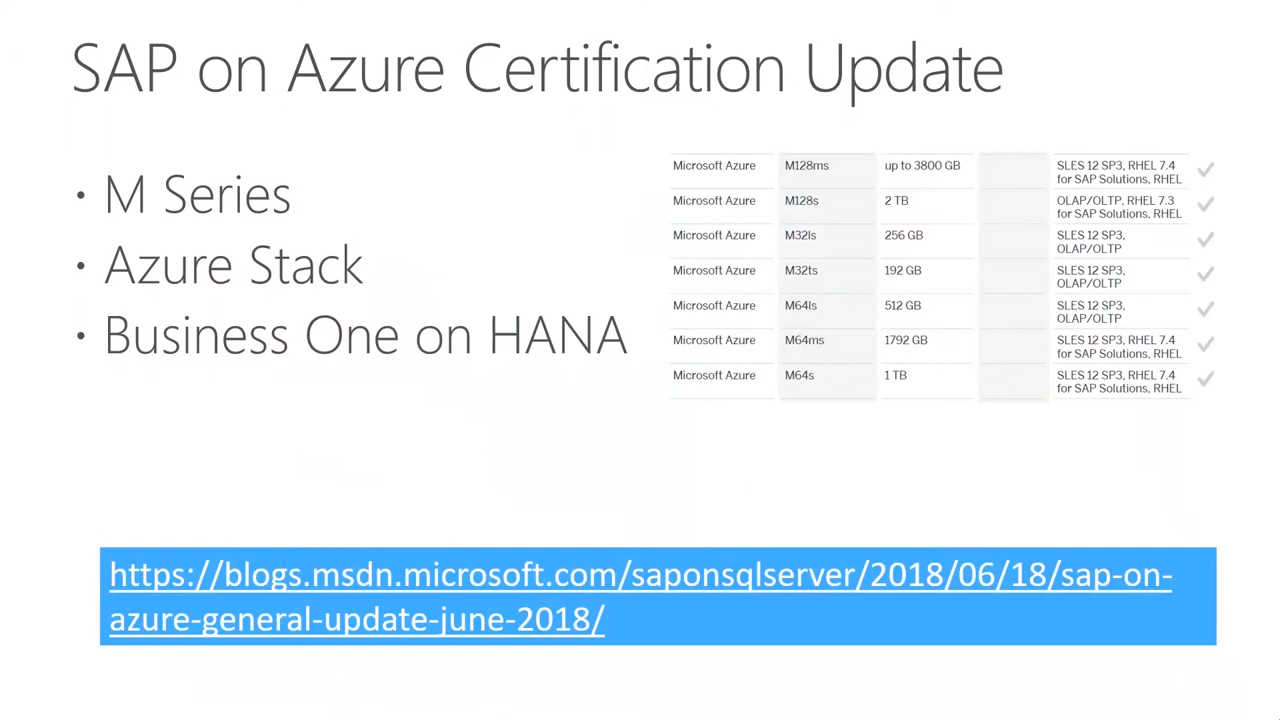 SAP on Azure Certification Update
• M Series
• Azure Stack
• Business One on HANA
Microsoft Azure M128ms up to 3800 GB SLES 12 SP3, RHEL 7.4
for SAP Solutions, RHEL
Microsoft Azure M128s 2 TB OLAP/OLTP, RHEL 7.3
for SAP Solutions, RHEL
Microsoft Azure M32ls 256 GB SLES 12 SP3,
OLAP/OLTP
Microsoft Azure M32ts 192 GB SLES 12 SP3,
OLAP/OLTP
Microsoft Azure M64ls 512 GB SLES 12 SP3,
OLAP/OLTP
Microsoft Azure M64ms 1792 GB SLES 12 SP3, RHEL 7.4
for SAP Solutions, RHEL
Microsoft Azure M64s 1 TB SLES 12 SP3, RHEL 7.4
for SAP Solutions, RHEL
https://blogs.msdn.microsoft.com/saponsqlserver/2018/06/18/sap-on-
azure-general-update-june-2018/